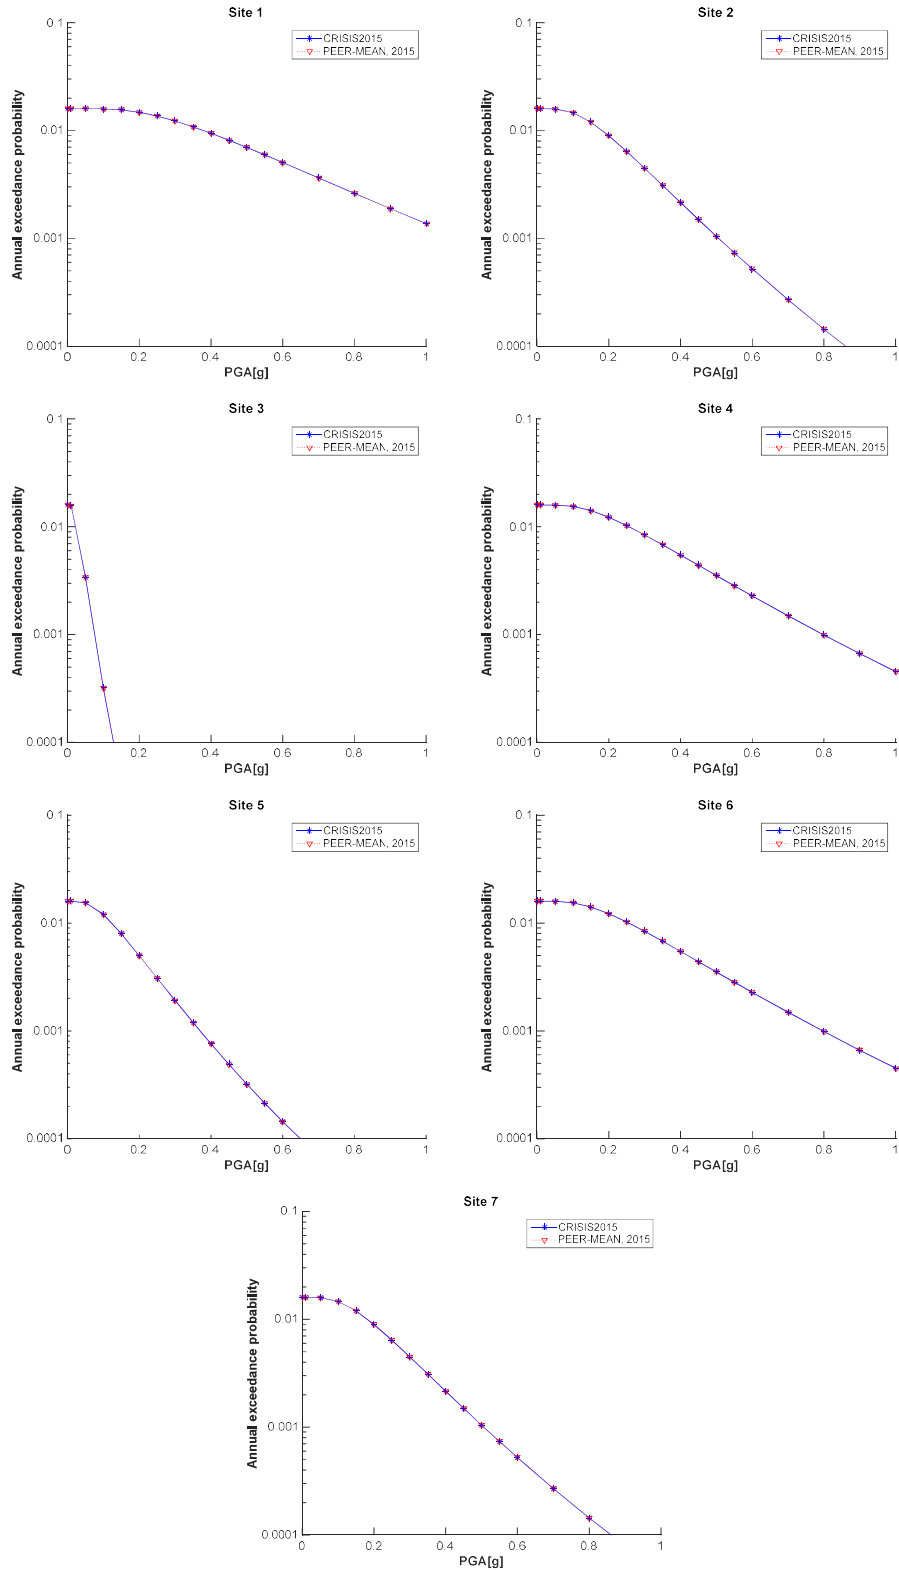 Site 1
0.1
CRISIS2015
PEER-MEAN, 2015
0.01
Annual exceedance probability
0.001
0.0001
0 0.2 0.4 0.6 0.8 1
PGA[g]
Site 2
0.1
CRISIS2015
PEER-MEAN, 2015
0.01
Annual exceedance probability
0.001
0.0001
0 0.2 0.4 0.6 0.8 1
PGA[g]
Site 3
0.1
CRISIS2015
PEER-MEAN, 2015
0.01
Annual exceedance probability
0.001
0.0001
0 0.2 0.4 0.6 0.8 1
PGA[g]
Site 4
0.1
CRISIS2015
PEER-MEAN, 2015
0.01
Annual exceedance probability
0.001
0.0001
0 0.2 0.4 0.6 0.8 1
PGA[g]
Site 5
0.1
CRISIS2015
PEER-MEAN, 2015
0.01
Annual exceedance probability
0.001
0.0001
0 0.2 0.4 0.6 0.8 1
PGA[g]
Site 6
0.1
CRISIS2015
PEER-MEAN, 2015
0.01
Annual exceedance probability
0.001
0.0001
0 0.2 0.4 0.6 0.8 1
PGA[g]
Site 7
0.1
CRISIS2015
PEER-MEAN, 2015
0.01
Annual exceedance probability
0.001
0.0001
0 0.2 0.4 0.6 0.8 1
PGA[g]